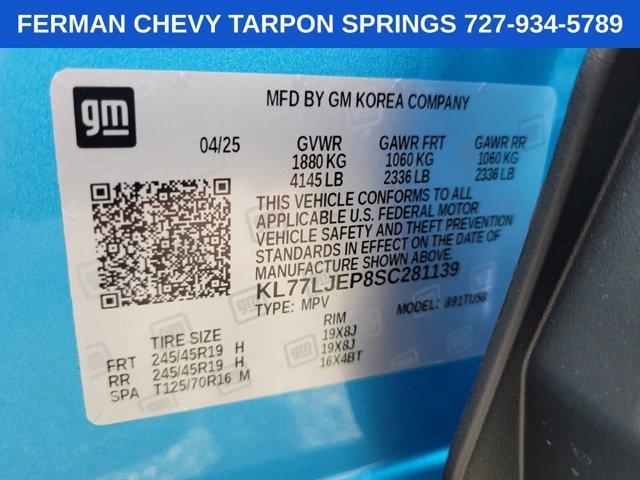 FERMAN CHEVY TARPON SPRINGS 727-934-5789
gm
MFD BY GM KOREA COMPANY
04/25 GVWR GAWR FRT GAWR RR
1880 KG 1060 KG 1060 KG
4145 LB 2336 LB 2336 LB
THIS VEHICLE CONFORMS TO ALL
APPLICABLE U.S. FEDERAL MOTOR
VEHICLE SAFETY AND THEFT PREVENTION
STANDARDS IN EFFECT ON THE DATE OF
MANUFACTURE SHOWN ABOVE.
KL77LJEP8SC281139
TYPE: MPV MODEL: 891TU58
TIRE SIZE RIM
FRT 245/45R19 H 19X8J
RR 245/45R19 H 19X8J
SPA T125/70R16 M 16X4BT
gm